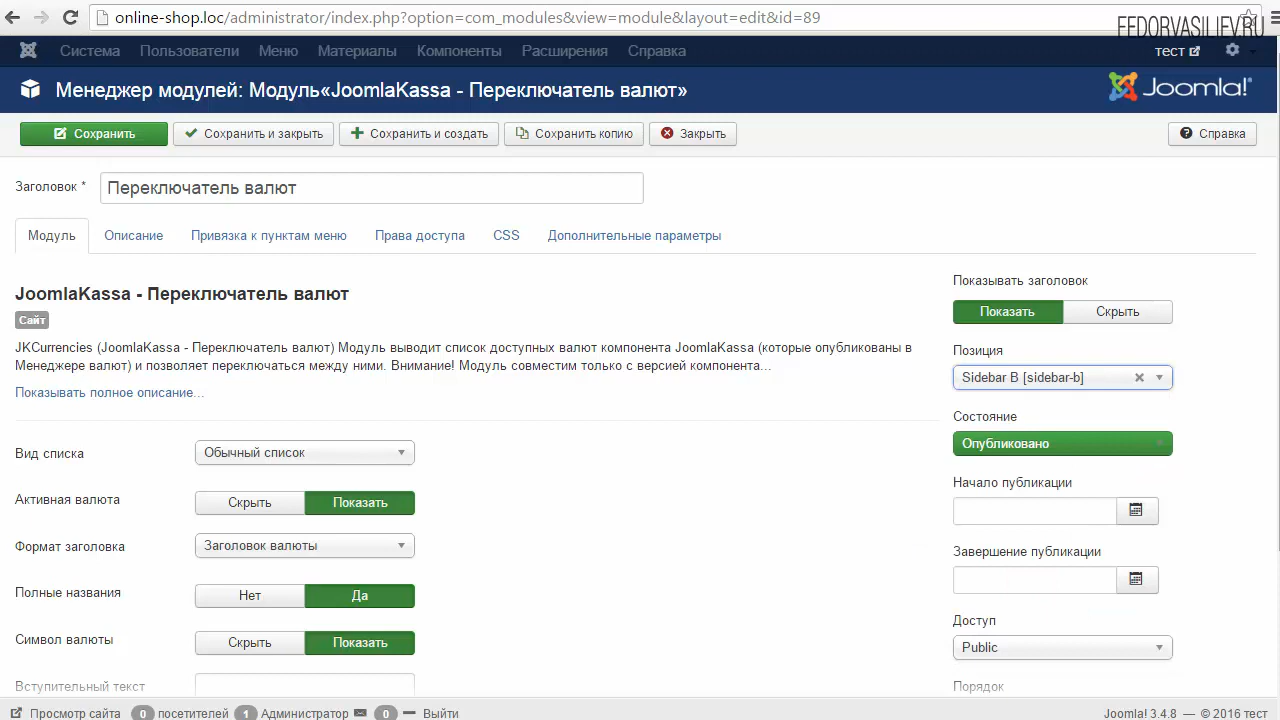 online-shop.loc/administrator/index.php?option=com_modules&view=module&layout=edit&id=89
FEDORVASILIEV.RU
Система Пользователи Меню Материалы Компоненты Расширения Справка тест
Менеджер модулей: Модуль«JoomlaKassa - Переключатель валют» Joomla!®
Сохранить Сохранить и закрыть Сохранить и создать Сохранить копию Закрыть Справка
Заголовок * Переключатель валют
Модуль Описание Привязка к пунктам меню Права доступа CSS Дополнительные параметры
JoomlaKassa - Переключатель валют
Сайт
JKCurrencies (JoomlaKassa - Переключатель валют) Модуль выводит список доступных валют компонента JoomlaKassa (которые опубликованы в
Менеджере валют) и позволяет переключаться между ними. Внимание! Модуль совместим только с версией компонента...
Показывать полное описание...
Вид списка Обычный список
Активная валюта Скрыть Показать
Формат заголовка Заголовок валюты
Полные названия Нет Да
Символ валюты Скрыть Показать
Вступительный текст
Показывать заголовок
Показать Скрыть
Позиция
Sidebar B [sidebar-b]
Состояние
Опубликовано
Начало публикации
Завершение публикации
Доступ
Public
Порядок
Просмотр сайта 0 посетителей 1 Администратор 0 Выйти Joomla! 3.4.8 — © 2016 тест